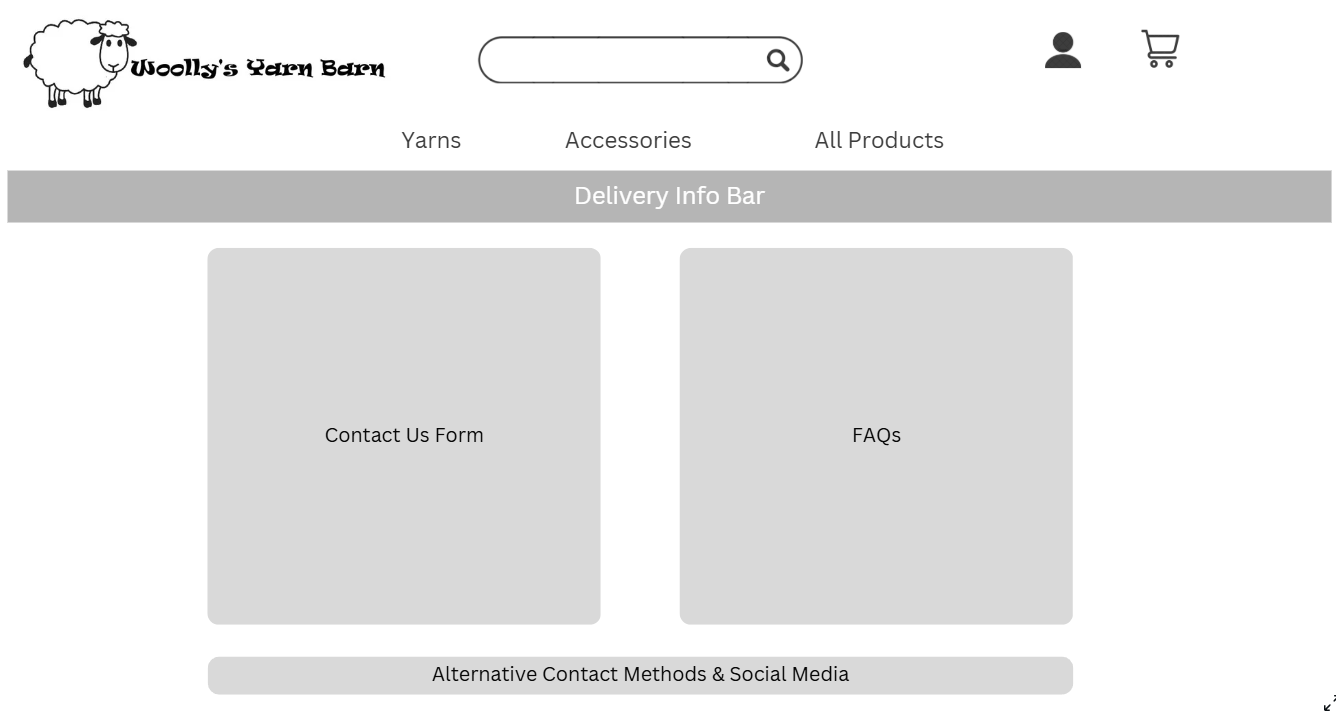 Woolly's Yarn Barn
Yarns Accessories All Products
Delivery Info Bar
Contact Us Form FAQs
Alternative Contact Methods & Social Media